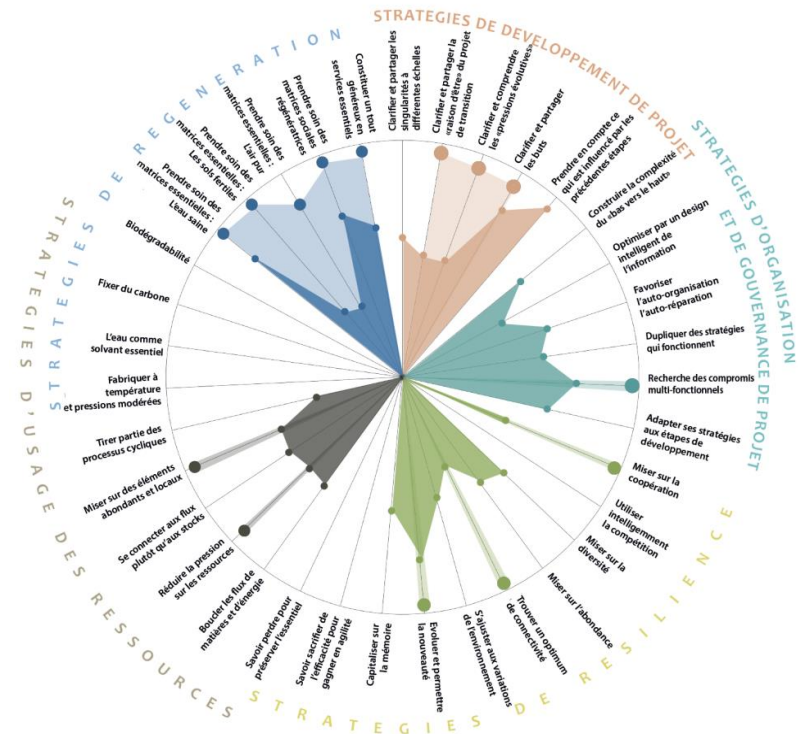 STRATEGIES DE DEVELOPPEMENT DE PROJET
Clarifier et partager les
singularités à
différentes échelles
Clarifier et partager la
«raison d'être» du projet
de transition
Clarifier et comprendre
les «pressions évolutives»
Clarifier et partager
les buts
Prendre en compte ce
qui est influencé par les
précédentes étapes
STRATEGIES D'ORGANISATION
ET DE GOUVERNANCE DE PROJET
Construire la complexité
du «bas vers le haut»
Optimiser par un design
intelligent de
l'information
Favoriser
l'auto-organisation
l'auto-réparation
Dupliquer des stratégies
qui fonctionnent
Recherche des compromis
multi-fonctionnels
Adapter ses stratégies
aux étapes de
développement
STRATEGIES DE RESILIENCE
Miser sur la
coopération
Utiliser
intelligemment
la compétition
Miser sur la
diversité
Miser sur l'abondance
Trouver un optimum
de connectivité
S'ajuster aux variations
de l'environnement
Evoluer et permettre
la nouveauté
Capitaliser sur
la mémoire
Savoir sacrifier de
l'efficacité pour
gagner en agilité
Savoir perdre pour
préserver l'essentiel
STRATEGIES D'USAGE DES RESSOURCES
Boucler les flux de
matières et d'énergie
Réduire la pression
sur les ressources
Se connecter aux flux
plutôt qu'aux stocks
Miser sur des éléments
abondants et locaux
Tirer partie des
processus cycliques
Fabriquer à
température
et pressions modérées
L'eau comme
solvant essentiel
Fixer du carbone
Biodégradabilité
STRATEGIES DE REGENERATION
Prendre soin des
matrices essentielles :
L'eau saine
Prendre soin des
matrices essentielles :
Les sols fertiles
Prendre soin des
matrices essentielles :
L'air pur
Prendre soin des
matrices sociales
régénératrices
Constituer un tout
généreux en
services essentiels